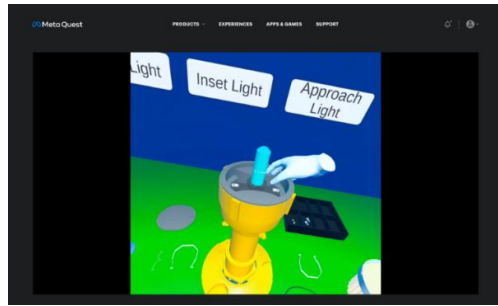 Meta Quest
PRODUCTS
EXPERIENCES
APPS & GAMES
SUPPORT
Light
Inset Light
Approach
Light